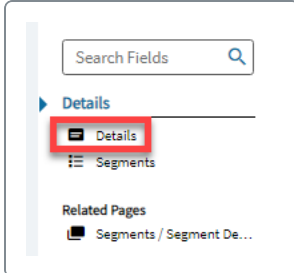 Search Fields
Details
Details
Segments
Related Pages
Segments / Segment De...